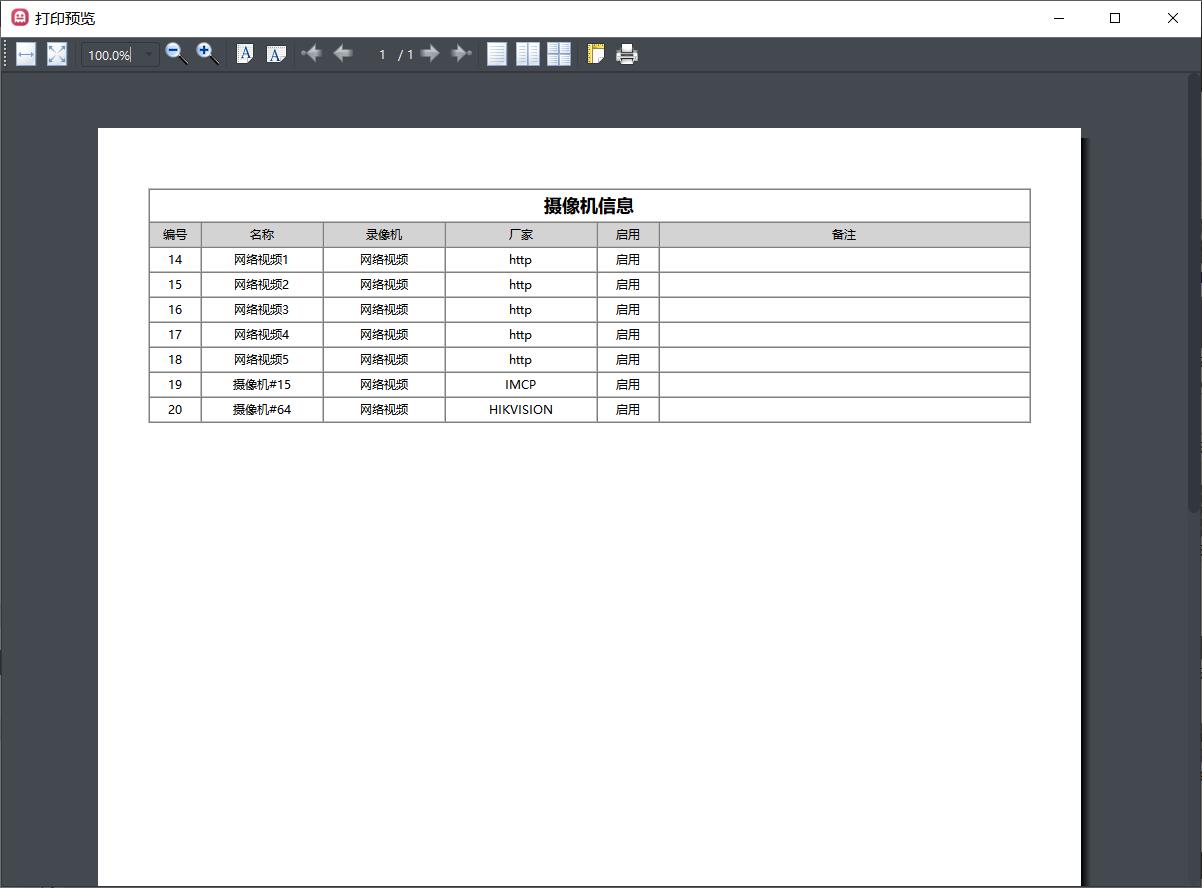 打印预览
100.0%
1 / 1
摄像机信息
编号 名称 录像机 厂家 启用 备注
14 网络视频1 网络视频 http 启用
15 网络视频2 网络视频 http 启用
16 网络视频3 网络视频 http 启用
17 网络视频4 网络视频 http 启用
18 网络视频5 网络视频 http 启用
19 摄像机#15 网络视频 IMCP 启用
20 摄像机#64 网络视频 HIKVISION 启用